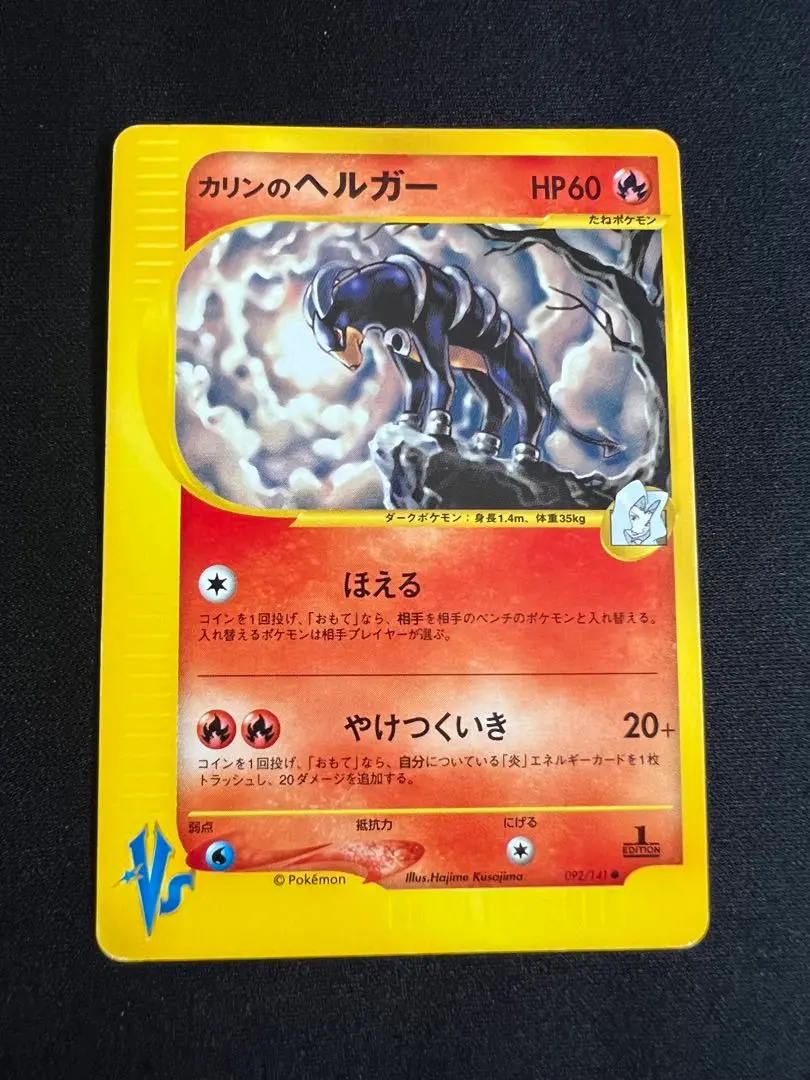 カリンのヘルガー HP60
たねポケモン
ダークポケモン：身長1.4m、体重35kg
ほえる
コインを1回投げ、「おもて」なら、相手を相手のベンチのポケモンと入れ替える。
入れ替えるポケモンは相手プレイヤーが選ぶ。
やけつくいき 20+
コインを1回投げ、「おもて」なら、自分についている「炎」エネルギーカードを1枚
トラッシュし、20ダメージを追加する。
弱点 抵抗力 にげる
1
EDITION
VS
© Pokémon Illus.Hajime Kusajima 092/141